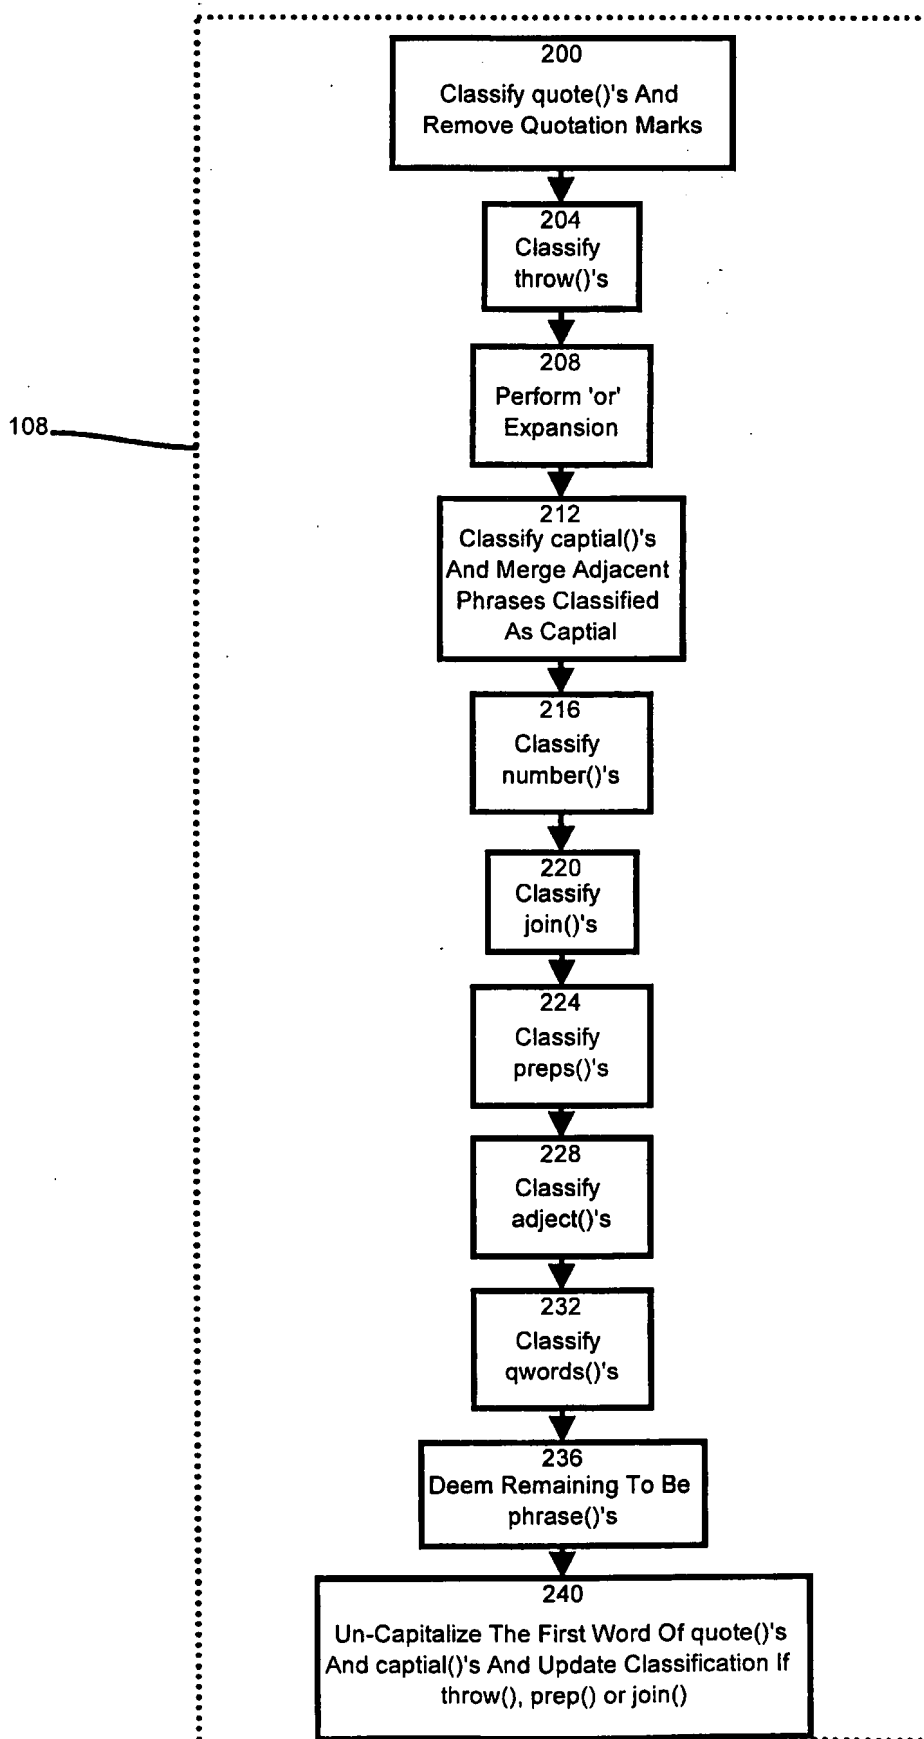 200
Classify quote()'s And
Remove Quotation Marks
204
Classify
throw()'s
208
Perform 'or'
Expansion
108
212
Classify captial()'s
And Merge Adjacent
Phrases Classified
As Captial
216
Classify
number()'s
220
Classify
join()'s
224
Classify
preps()'s
228
Classify
adject()'s
232
Classify
qwords()'s
236
Deem Remaining To Be
phrase()'s
240
Un-Capitalize The First Word Of quote()'s
And captial()'s And Update Classification If
throw(), prep() or join()